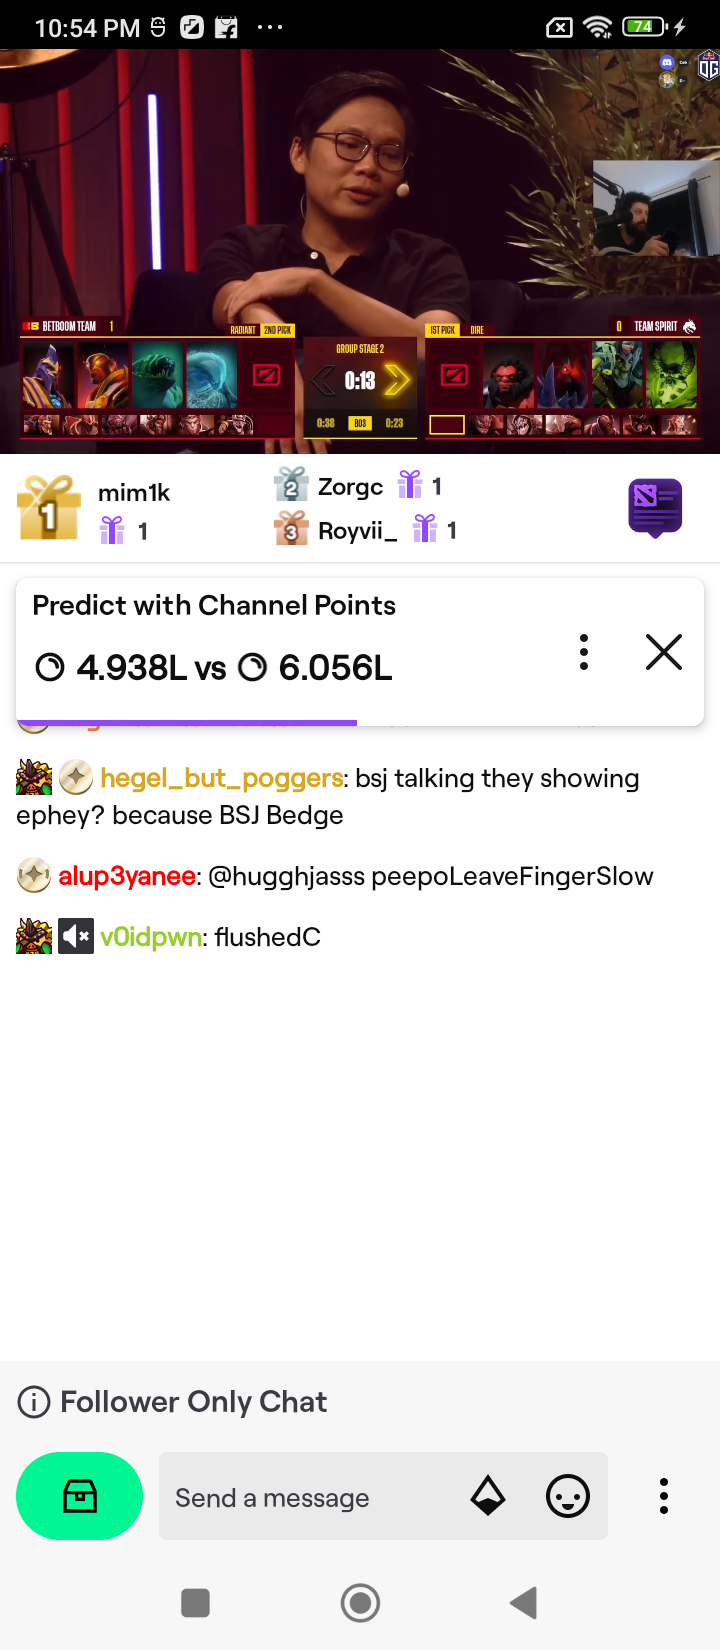 10:54 PM
74
OG
BETBOOM TEAM 1
RADIANT 2ND PICK
1ST PICK DIRE
0 TEAM SPIRIT
GROUP STAGE 2
0:13
0:38 BO3 0:23
1 mim1k
1
2 Zorgc 1
3 Royvii_ 1
Predict with Channel Points
4.938L vs 6.056L
hegel_but_poggers: bsj talking they showing
ephey? because BSJ Bedge
alup3yanee: @hugghjasss peepoLeaveFingerSlow
v0idpwn: flushedC
Follower Only Chat
Send a message